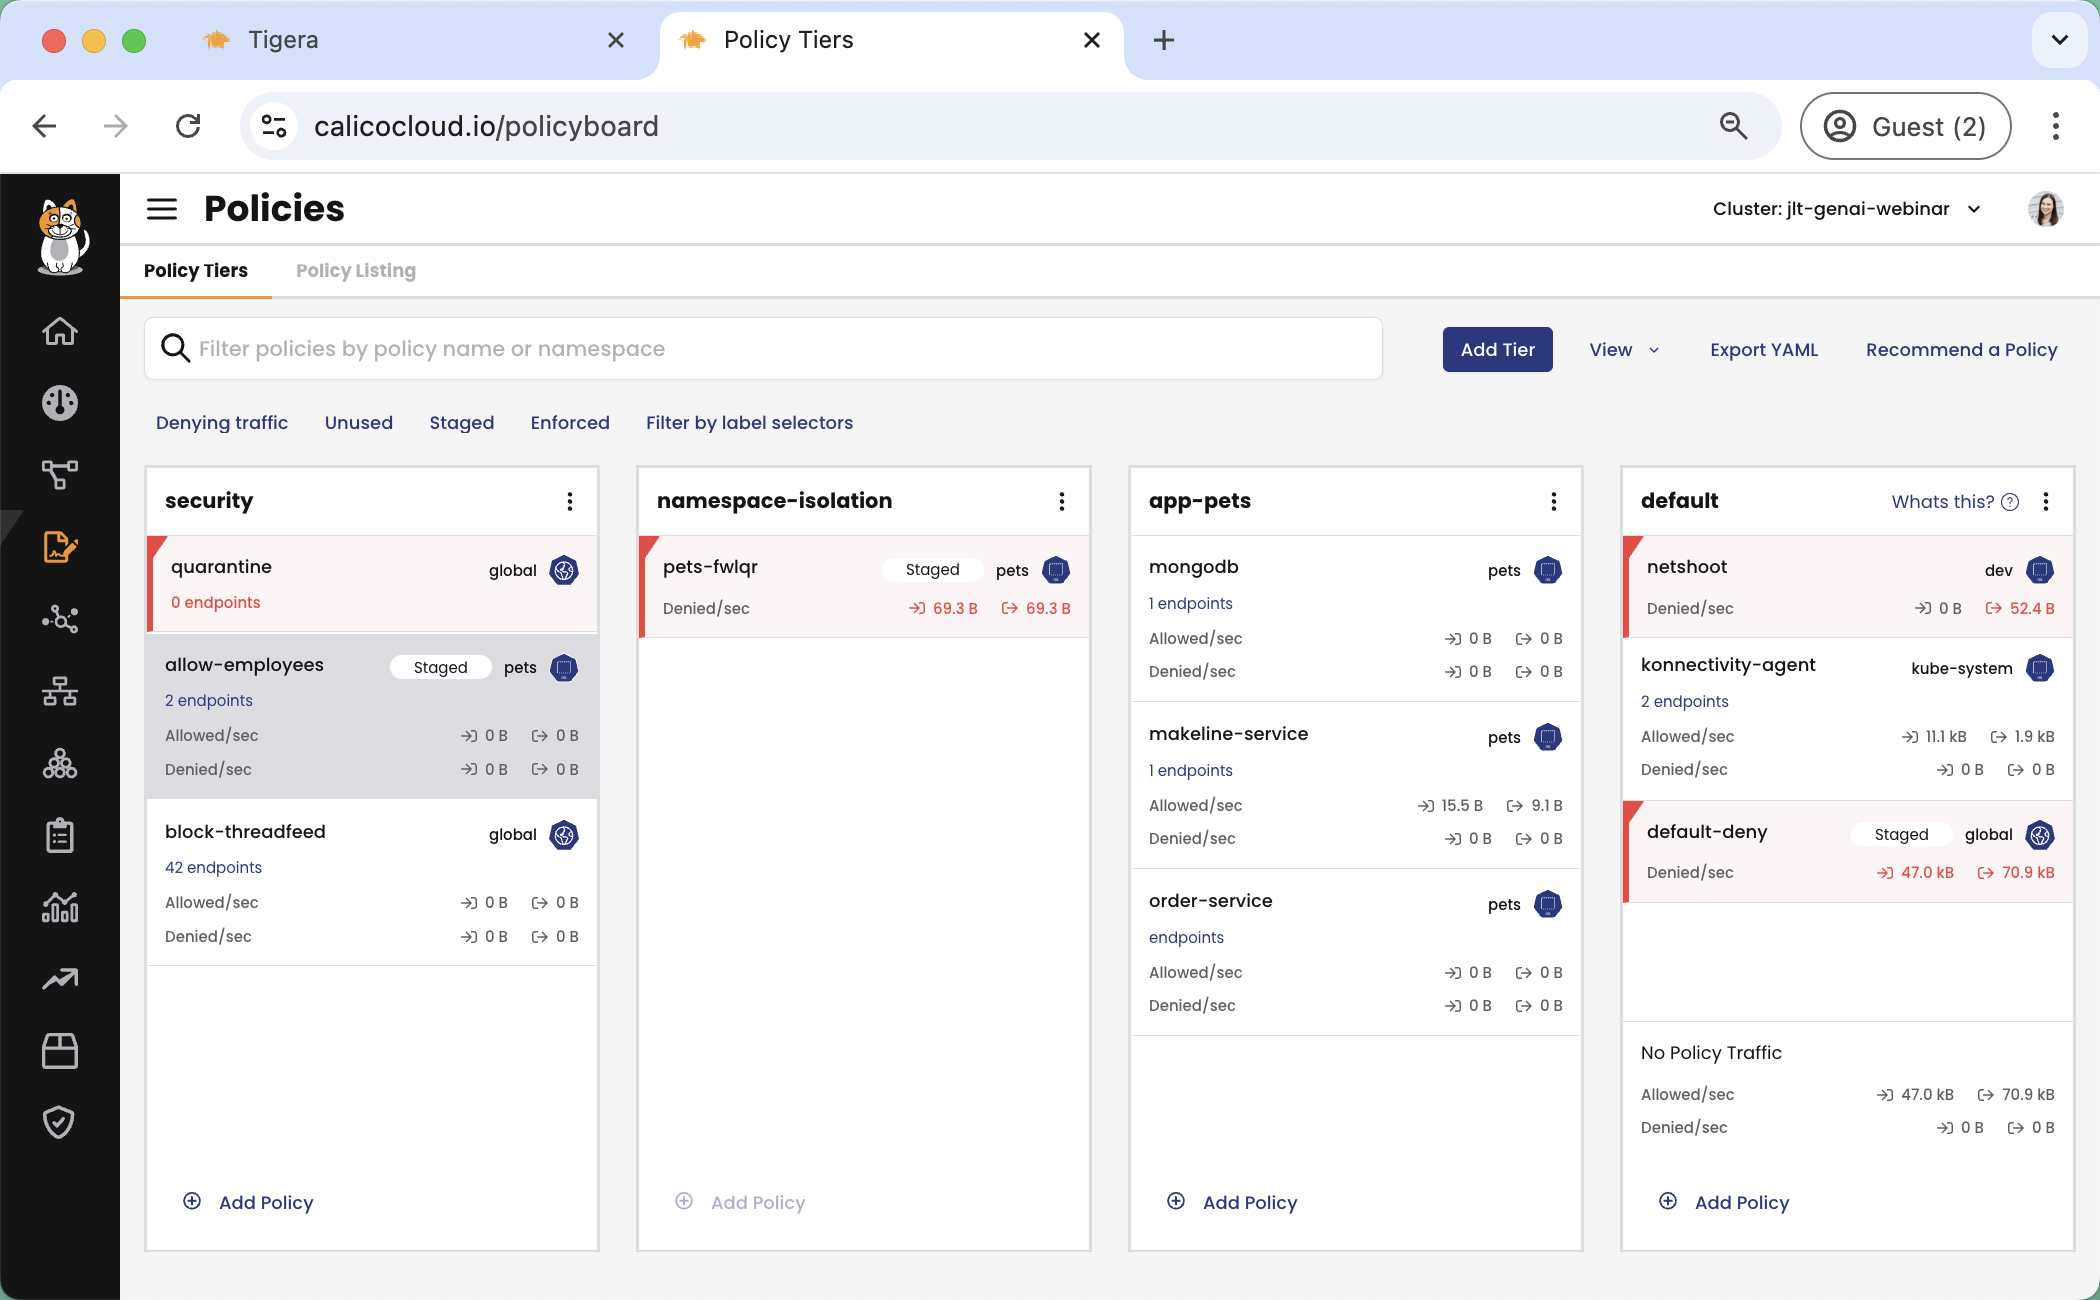 Tigera
Policy Tiers
calicocloud.io/policyboard
Guest (2)
Policies
Cluster: jlt-genai-webinar
Policy Tiers
Policy Listing
Filter policies by policy name or namespace
Add Tier
View
Export YAML
Recommend a Policy
Denying traffic
Unused
Staged
Enforced
Filter by label selectors
security
quarantine
global
0 endpoints
allow-employees
Staged
pets
2 endpoints
Allowed/sec 0 B 0 B
Denied/sec 0 B 0 B
block-threadfeed
global
42 endpoints
Allowed/sec 0 B 0 B
Denied/sec 0 B 0 B
Add Policy
namespace-isolation
pets-fwlqr
Staged
pets
Denied/sec 69.3 B 69.3 B
Add Policy
app-pets
mongodb
pets
1 endpoints
Allowed/sec 0 B 0 B
Denied/sec 0 B 0 B
makeline-service
pets
1 endpoints
Allowed/sec 15.5 B 9.1 B
Denied/sec 0 B 0 B
order-service
pets
endpoints
Allowed/sec 0 B 0 B
Denied/sec 0 B 0 B
Add Policy
default
Whats this?
netshoot
dev
Denied/sec 0 B 52.4 B
konnectivity-agent
kube-system
2 endpoints
Allowed/sec 11.1 kB 1.9 kB
Denied/sec 0 B 0 B
default-deny
Staged
global
Denied/sec 47.0 kB 70.9 kB
No Policy Traffic
Allowed/sec 47.0 kB 70.9 kB
Denied/sec 0 B 0 B
Add Policy